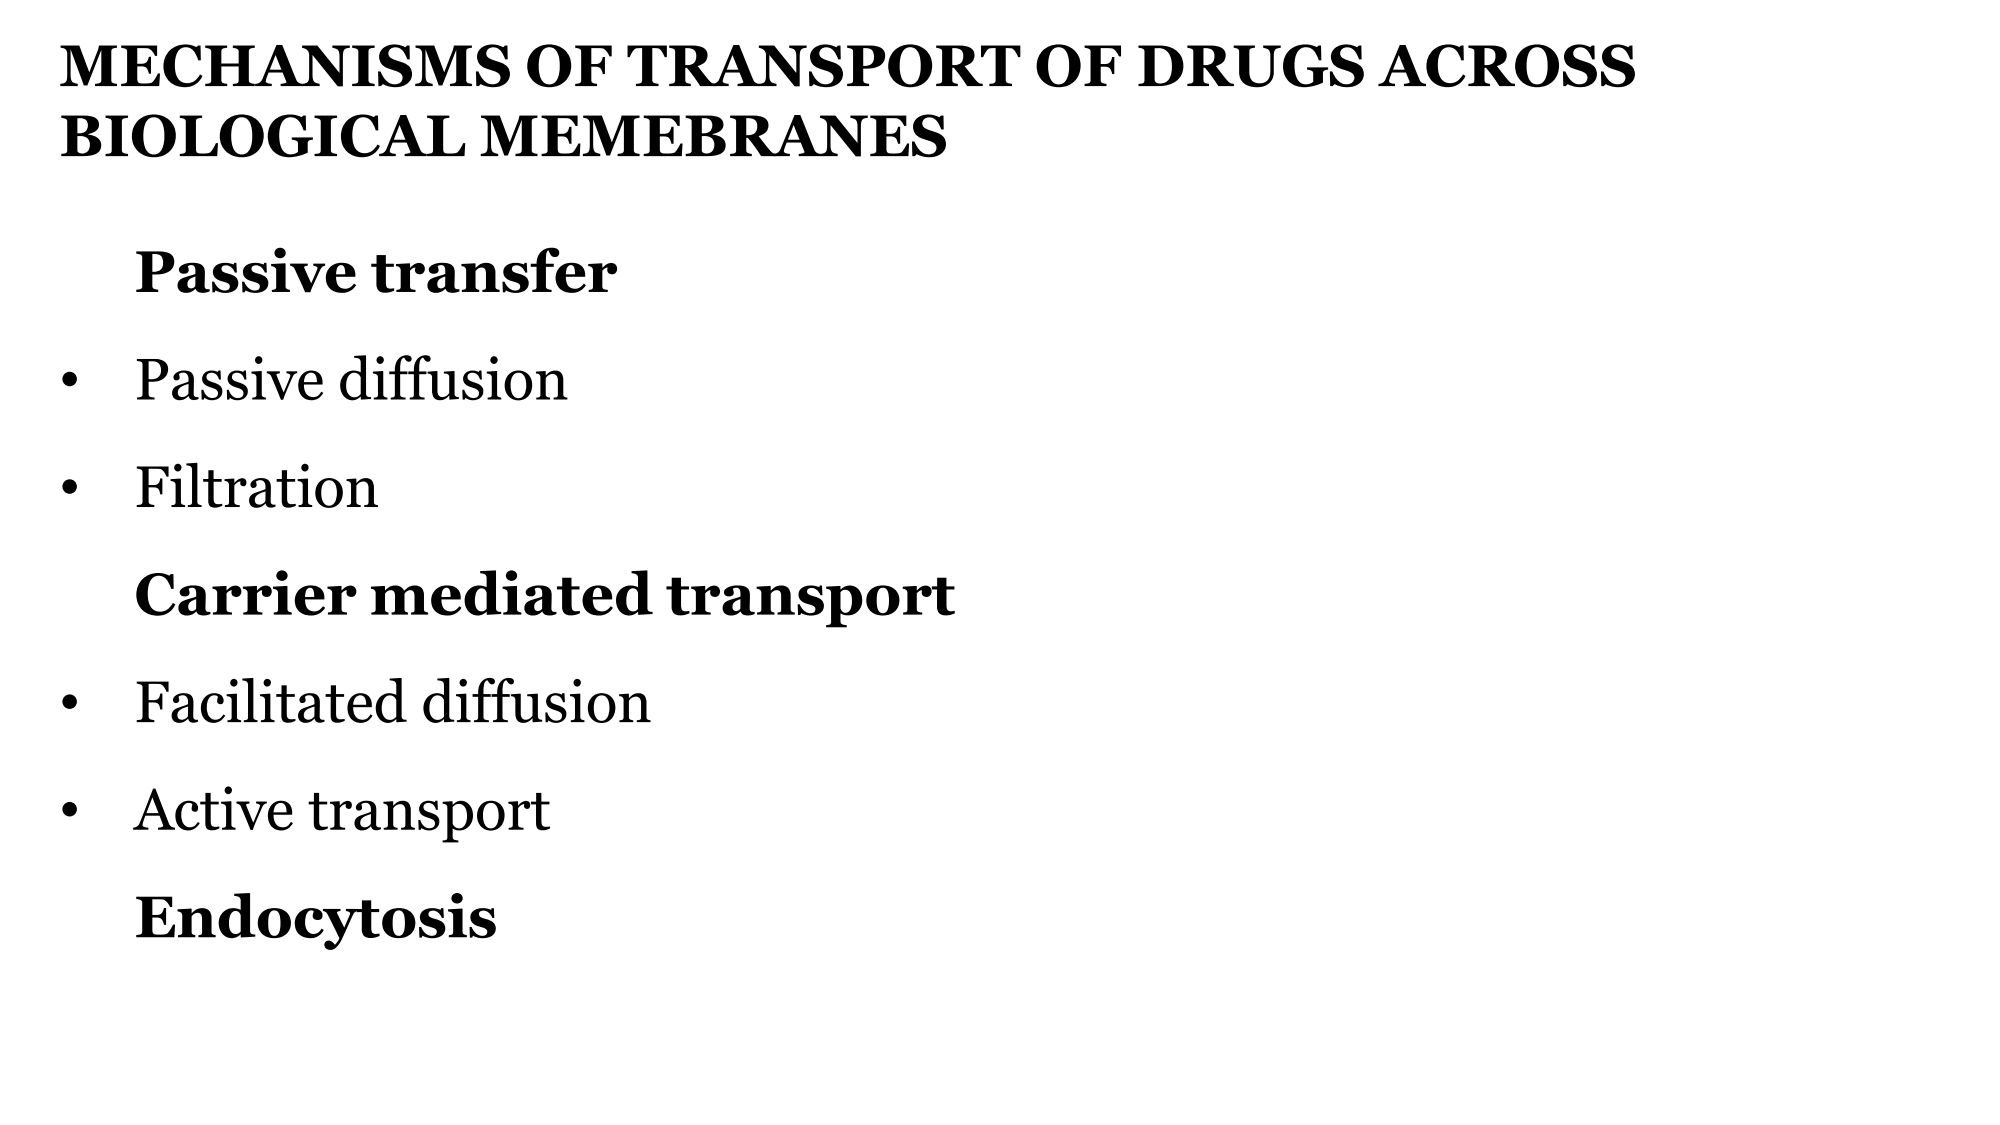 MECHANISMS OF TRANSPORT OF DRUGS ACROSS
BIOLOGICAL MEMEBRANES
Passive transfer
• Passive diffusion
• Filtration
Carrier mediated transport
• Facilitated diffusion
• Active transport
Endocytosis